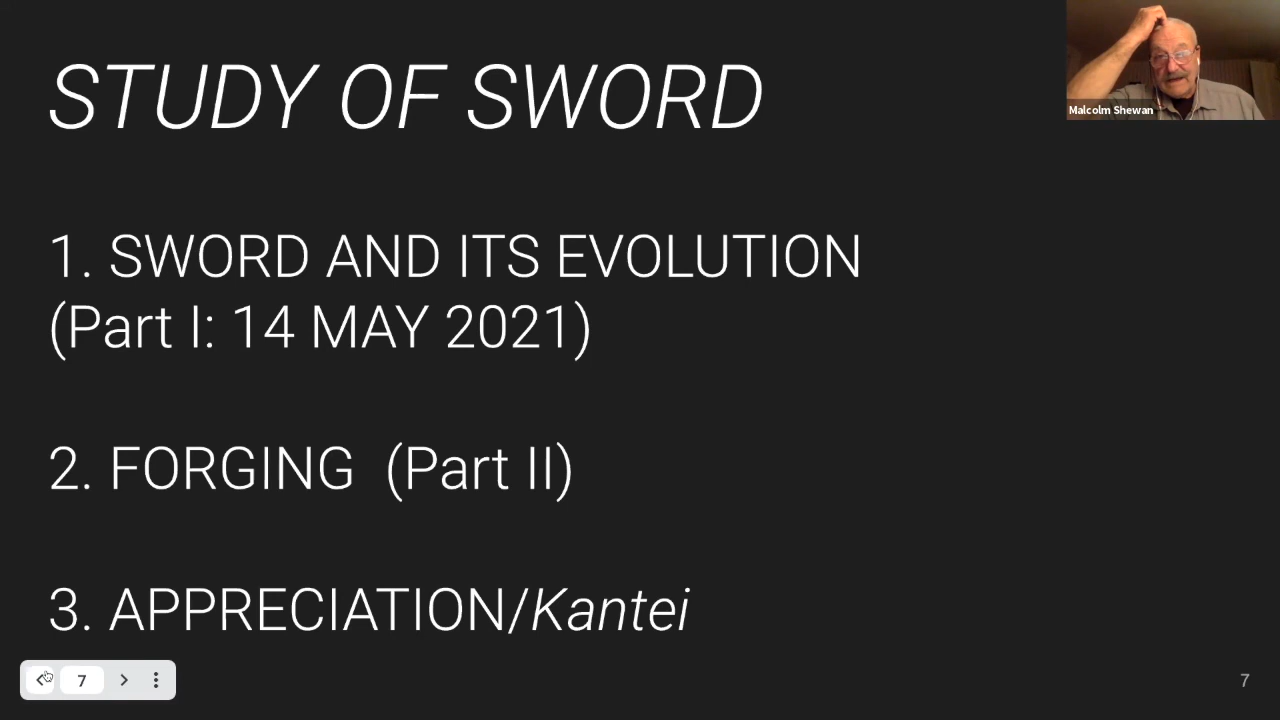 STUDY OF SWORD
Malcolm Shewan
1. SWORD AND ITS EVOLUTION
(Part I: 14 MAY 2021)
2. FORGING (Part II)
3. APPRECIATION/Kantei
7
7